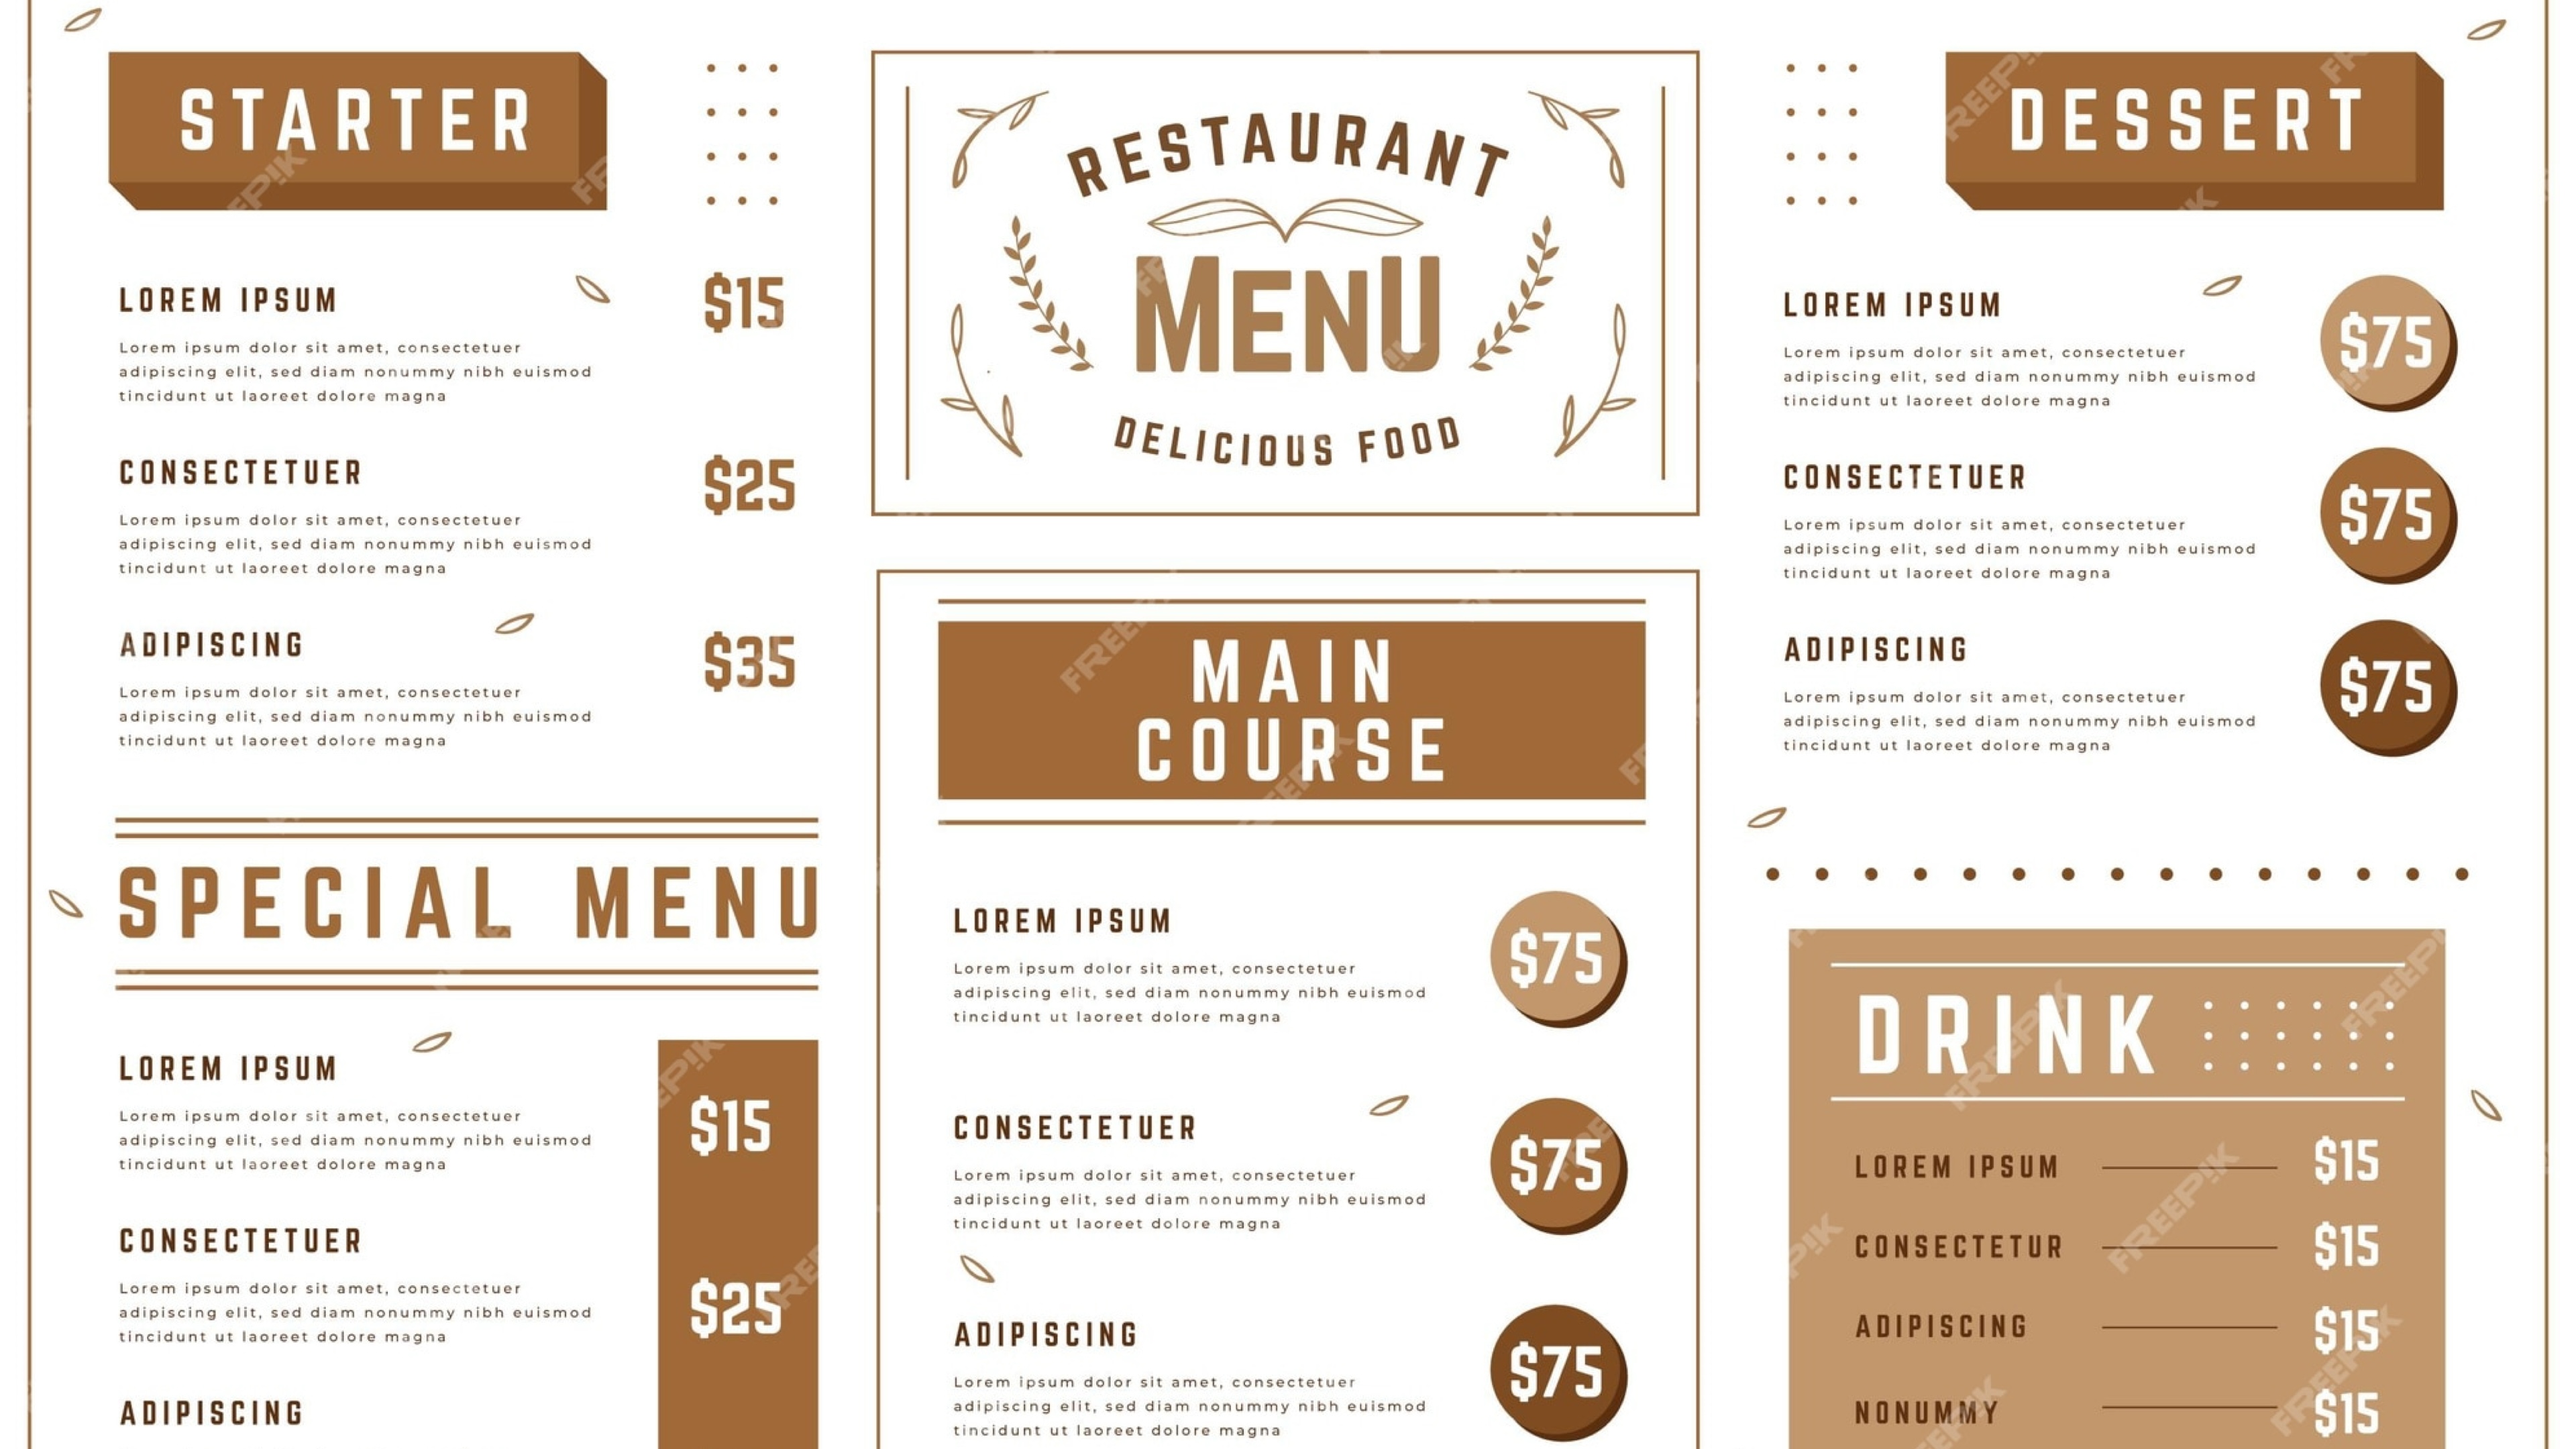 STARTER
LOREM IPSUM
$15
Lorem ipsum dolor sit amet, consectetuer
adipiscing elit, sed diam nonummy nibh euismod
tincidunt ut laoreet dolore magna
CONSECTETUER
$25
Lorem ipsum dolor sit amet, consectetuer
adipiscing elit, sed diam nonummy nibh euismod
tincidunt ut laoreet dolore magna
ADIPISCING
$35
Lorem ipsum dolor sit amet, consectetuer
adipiscing elit, sed diam nonummy nibh euismod
tincidunt ut laoreet dolore magna
SPECIAL MENU
LOREM IPSUM
$15
Lorem ipsum dolor sit amet, consectetuer
adipiscing elit, sed diam nonummy nibh euismod
tincidunt ut laoreet dolore magna
CONSECTETUER
$25
Lorem ipsum dolor sit amet, consectetuer
adipiscing elit, sed diam nonummy nibh euismod
tincidunt ut laoreet dolore magna
ADIPISCING
RESTAURANT
MENU
DELICIOUS FOOD
MAIN
COURSE
LOREM IPSUM
$75
Lorem ipsum dolor sit amet, consectetuer
adipiscing elit, sed diam nonummy nibh euismod
tincidunt ut laoreet dolore magna
CONSECTETUER
$75
Lorem ipsum dolor sit amet, consectetuer
adipiscing elit, sed diam nonummy nibh euismod
tincidunt ut laoreet dolore magna
ADIPISCING
$75
Lorem ipsum dolor sit amet, consectetuer
adipiscing elit, sed diam nonummy nibh euismod
tincidunt ut laoreet dolore magna
DESSERT
LOREM IPSUM
$75
Lorem ipsum dolor sit amet, consectetuer
adipiscing elit, sed diam nonummy nibh euismod
tincidunt ut laoreet dolore magna
CONSECTETUER
$75
Lorem ipsum dolor sit amet, consectetuer
adipiscing elit, sed diam nonummy nibh euismod
tincidunt ut laoreet dolore magna
ADIPISCING
$75
Lorem ipsum dolor sit amet, consectetuer
adipiscing elit, sed diam nonummy nibh euismod
tincidunt ut laoreet dolore magna
DRINK
LOREM IPSUM $15
CONSECTETUR $15
ADIPISCING $15
NONUMMY $15
FREEPIK